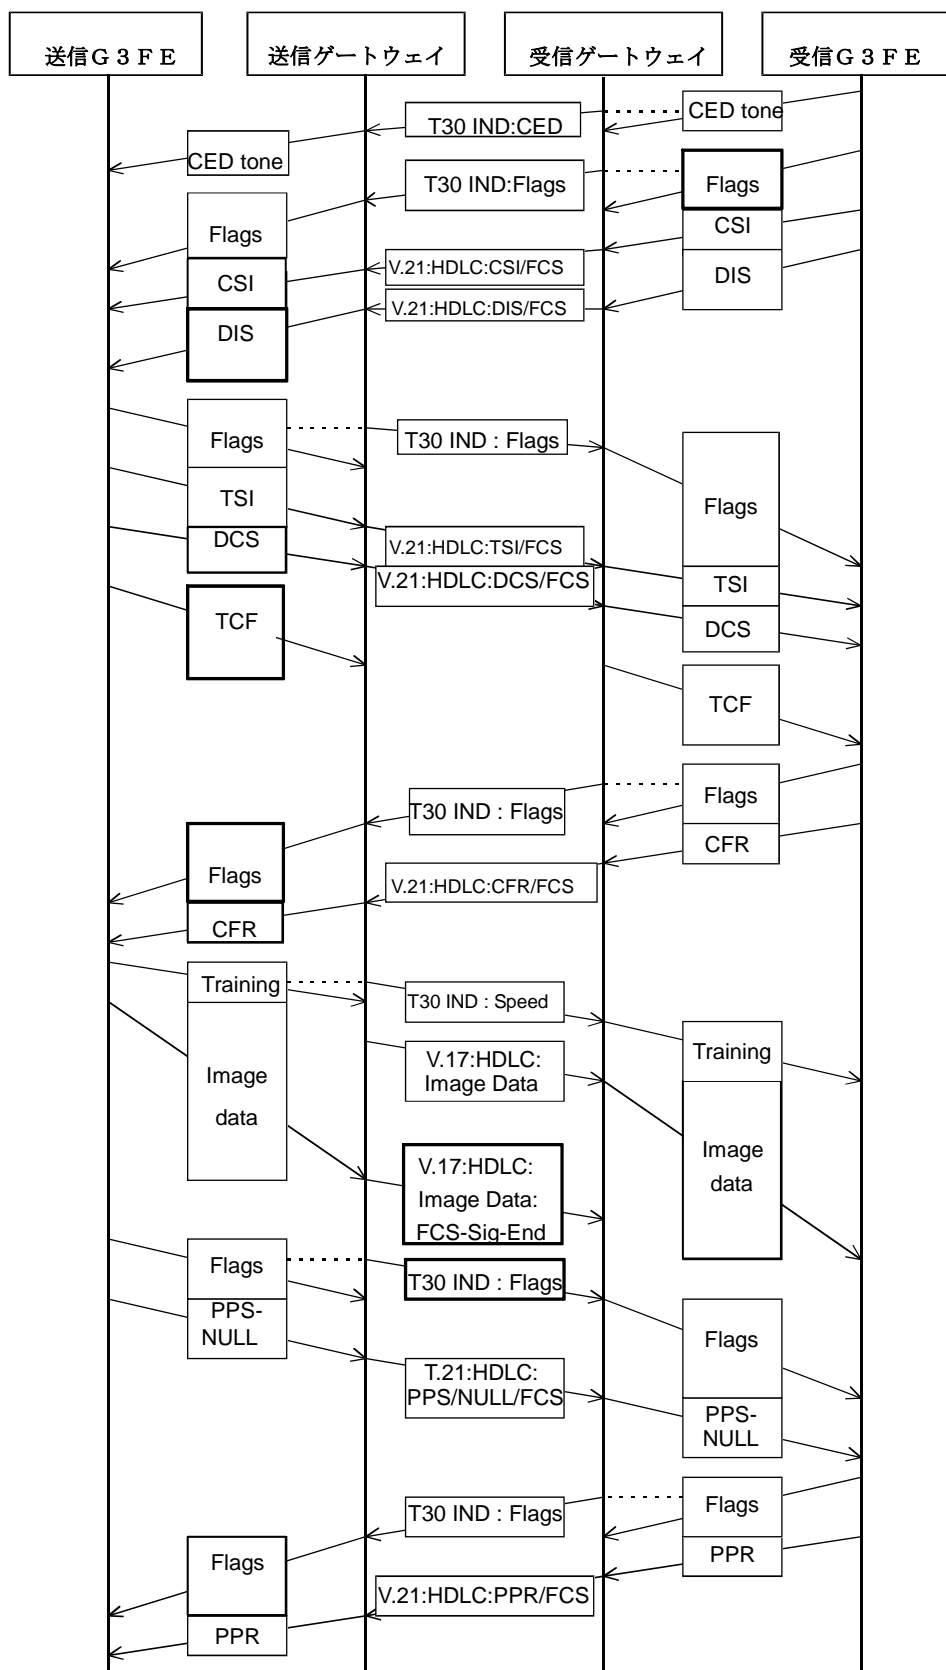 送信Ｇ３ＦＥ
送信ゲートウェイ
受信ゲートウェイ
受信Ｇ３ＦＥ
CED tone
T30 IND:CED
CED tone
T30 IND:Flags
Flags
Flags
CSI
V.21:HDLC:CSI/FCS
CSI
DIS
V.21:HDLC:DIS/FCS
DIS
Flags
T30 IND : Flags
Flags
TSI
V.21:HDLC:TSI/FCS
TSI
DCS
V.21:HDLC:DCS/FCS
DCS
TCF
TCF
Flags
T30 IND : Flags
Flags
CFR
V.21:HDLC:CFR/FCS
CFR
Training
T30 IND : Speed
Training
Image
data
V.17:HDLC:
Image Data
V.17:HDLC:
Image Data:
FCS-Sig-End
Image
data
Flags
T30 IND : Flags
Flags
PPS-
NULL
T.21:HDLC:
PPS/NULL/FCS
PPS-
NULL
Flags
T30 IND : Flags
Flags
PPR
V.21:HDLC:PPR/FCS
PPR